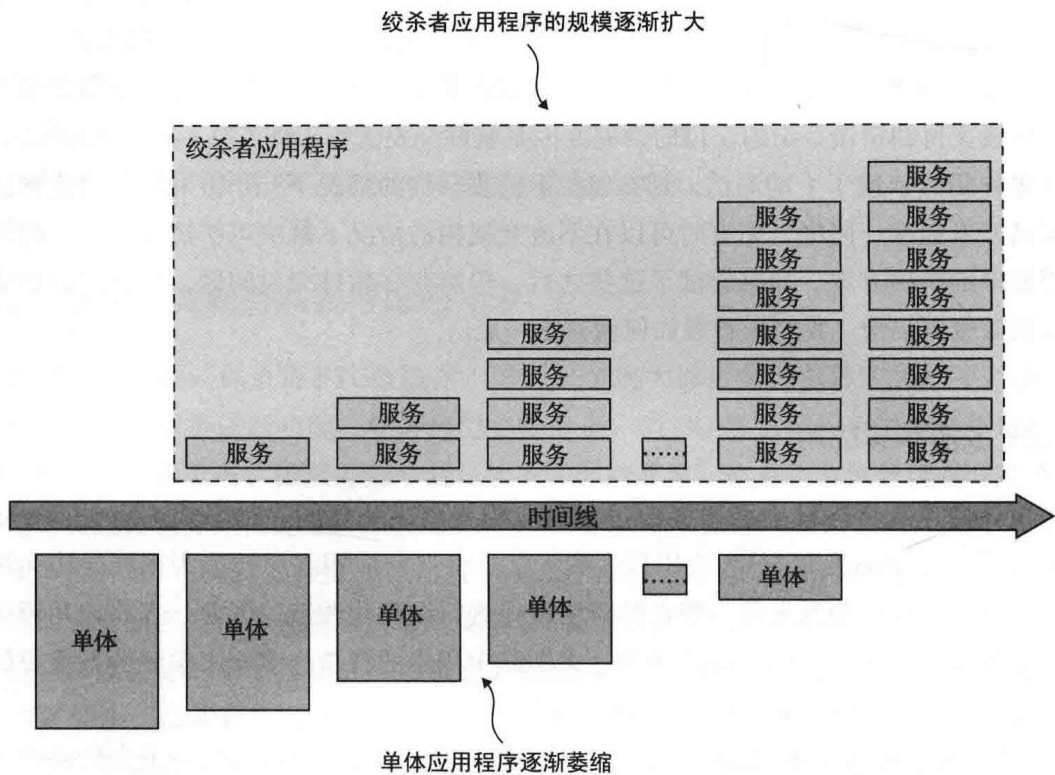 绞杀者应用程序的规模逐渐扩大
绞杀者应用程序
服务
服务 服务
服务 服务
服务 服务
服务 服务 服务
服务 服务 服务
服务 服务 服务 服务
服务 服务 服务 ...... 服务 服务
时间线
单体 单体 单体 单体 ...... 单体
单体应用程序逐渐萎缩